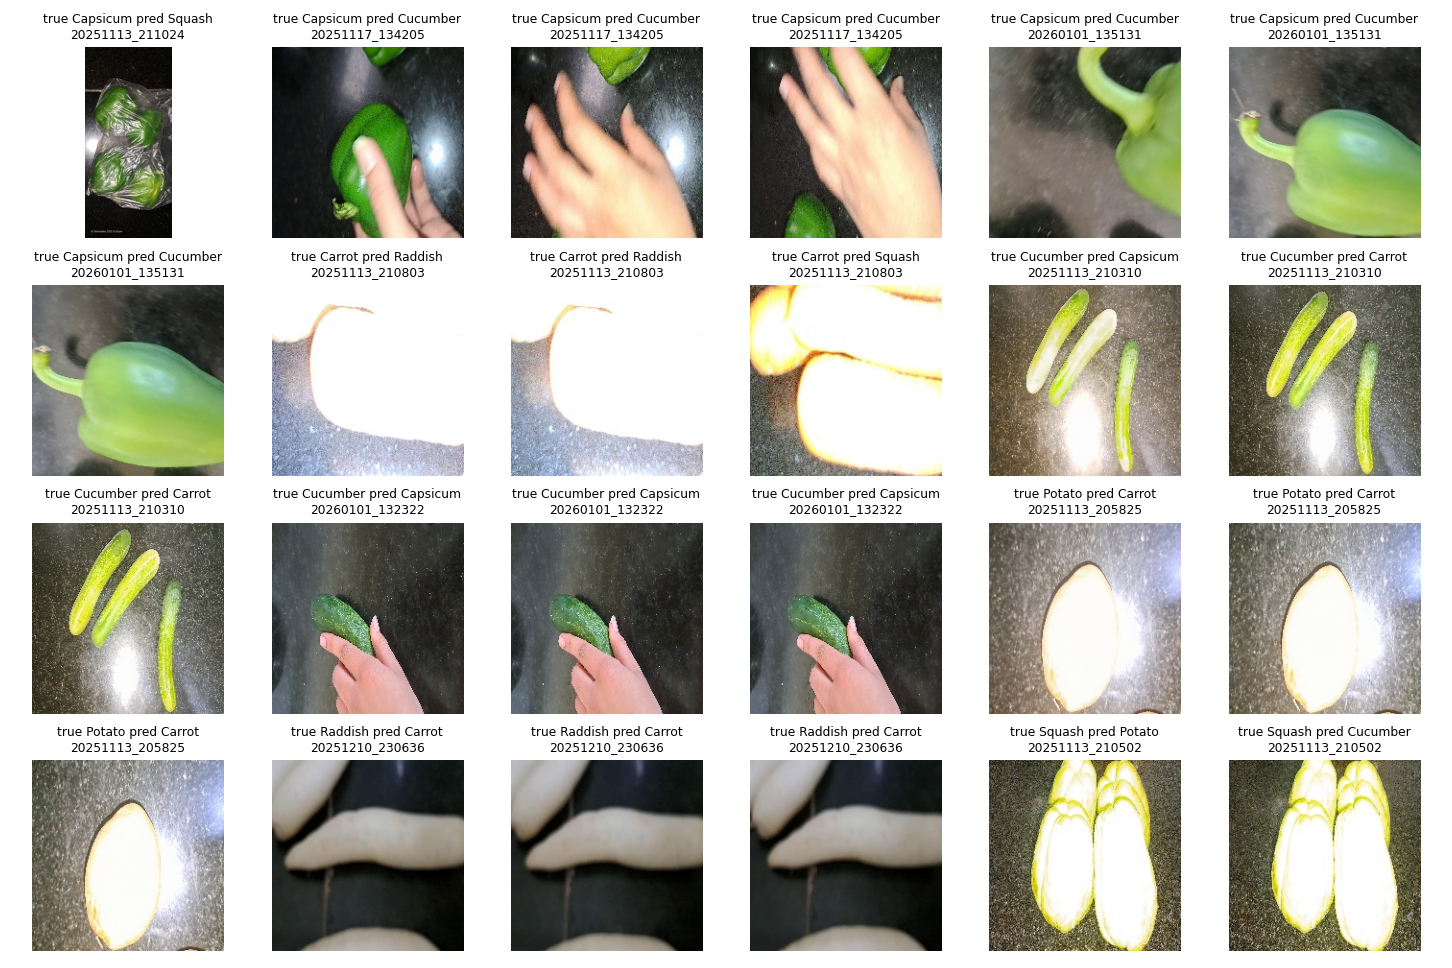 true Capsicum pred Squash
20251113_211024
true Capsicum pred Cucumber
20251117_134205
true Capsicum pred Cucumber
20251117_134205
true Capsicum pred Cucumber
20251117_134205
true Capsicum pred Cucumber
20260101_135131
true Capsicum pred Cucumber
20260101_135131
true Capsicum pred Cucumber
20260101_135131
true Carrot pred Raddish
20251113_210803
true Carrot pred Raddish
20251113_210803
true Carrot pred Squash
20251113_210803
true Cucumber pred Capsicum
20251113_210310
true Cucumber pred Carrot
20251113_210310
true Cucumber pred Carrot
20251113_210310
true Cucumber pred Capsicum
20260101_132322
true Cucumber pred Capsicum
20260101_132322
true Cucumber pred Capsicum
20260101_132322
true Potato pred Carrot
20251113_205825
true Potato pred Carrot
20251113_205825
true Potato pred Carrot
20251113_205825
true Raddish pred Carrot
20251210_230636
true Raddish pred Carrot
20251210_230636
true Raddish pred Carrot
20251210_230636
true Squash pred Potato
20251113_210502
true Squash pred Cucumber
20251113_210502